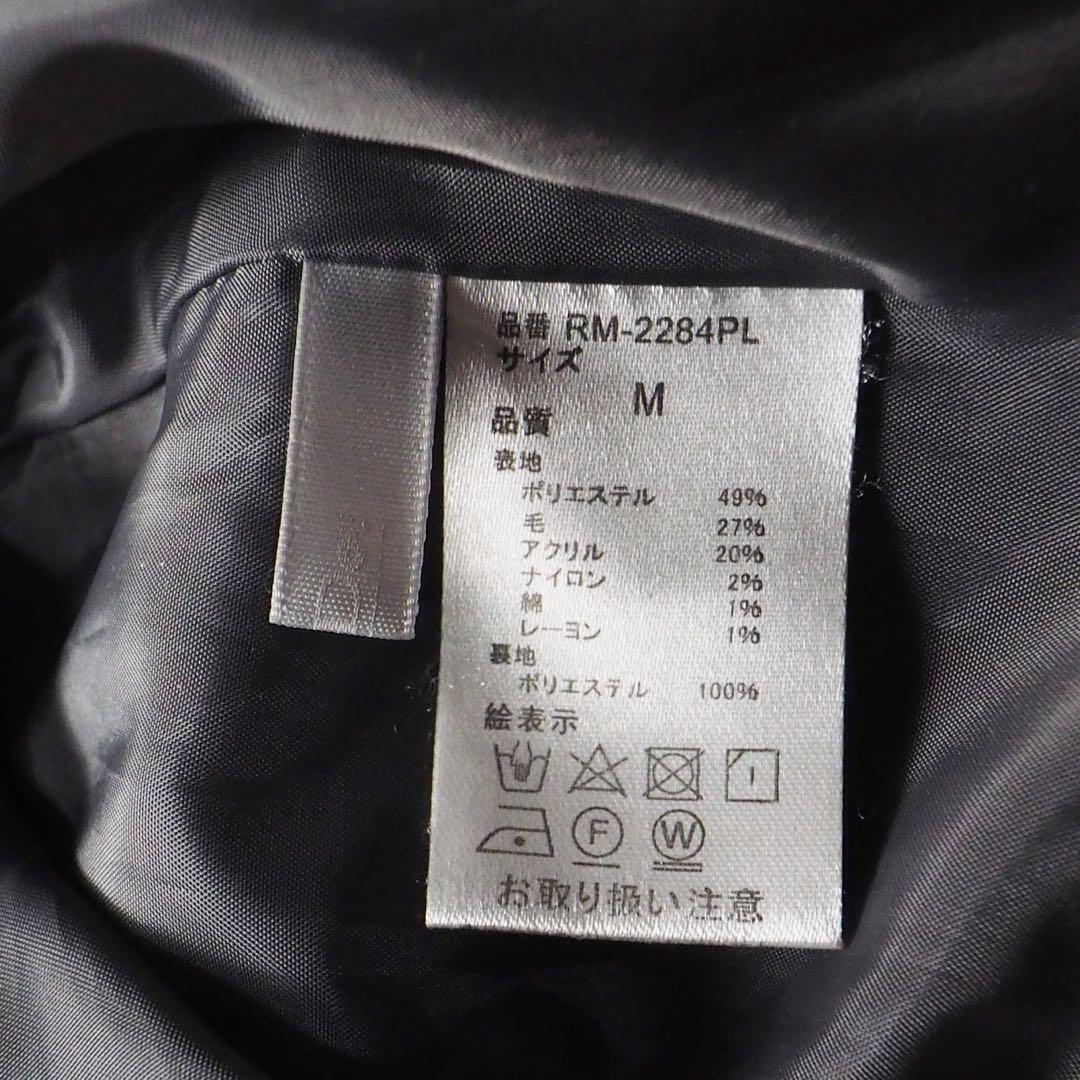 品番 RM-2284PL
サイズ
M
品質
表地
ポリエステル 49%
毛 27%
アクリル 20%
ナイロン 2%
綿 1%
レーヨン 1%
裏地
ポリエステル 100%
絵表示
F W
お取り扱い注意